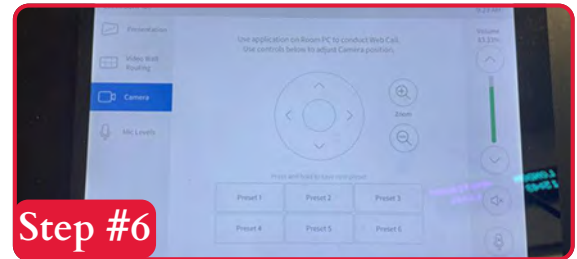 Presentation
Use application on Room PC to conduct Web Call.
Use controls below to adjust Camera position.
Volume
Video Wall
Routing
Camera
Zoom
Mic Levels
Preset 1
Preset 2
Preset 3
Preset 4
Preset 5
Preset 6
Step #6